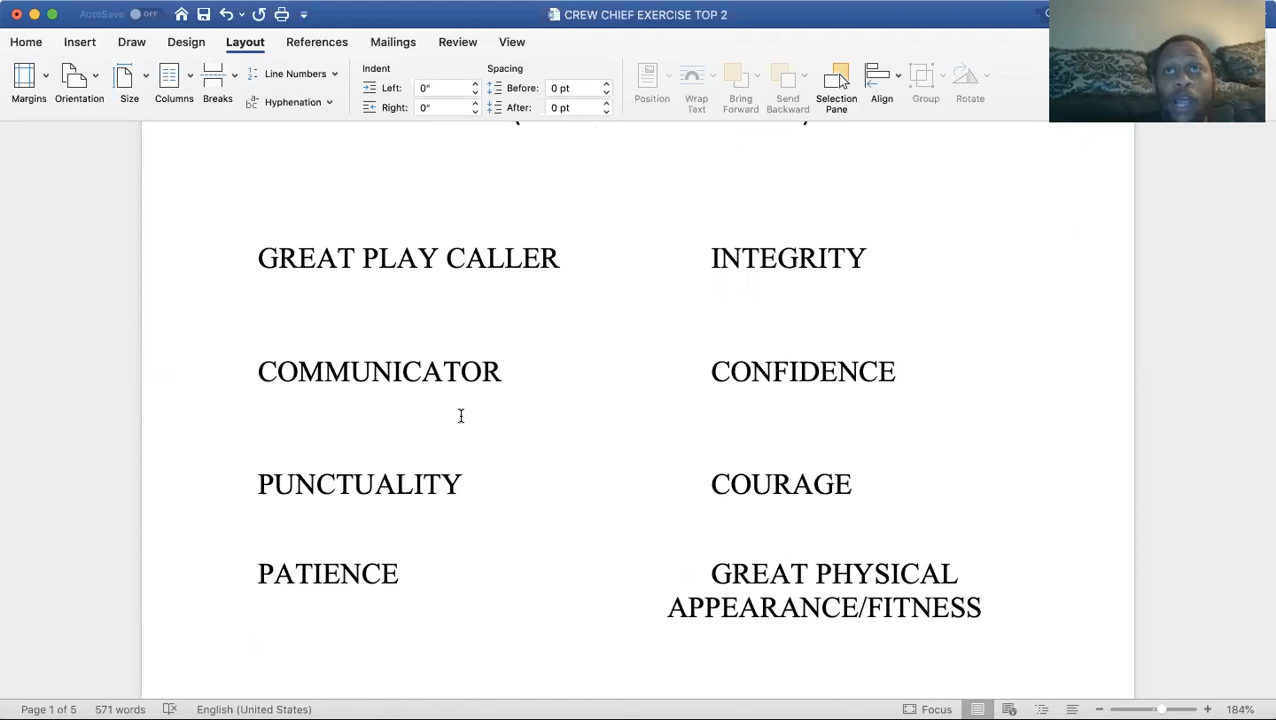 AutoSave OFF
CREW CHIEF EXERCISE TOP 2
Home Insert Draw Design Layout References Mailings Review View
Margins Orientation Size Columns Breaks
Line Numbers
Hyphenation
Indent
Left: 0"
Right: 0"
Spacing
Before: 0 pt
After: 0 pt
Position Wrap Text Bring Forward Send Backward Selection Pane Align Group Rotate
GREAT PLAY CALLER INTEGRITY
COMMUNICATOR CONFIDENCE
PUNCTUALITY COURAGE
PATIENCE GREAT PHYSICAL
APPEARANCE/FITNESS
Page 1 of 5 571 words English (United States) Focus 184%